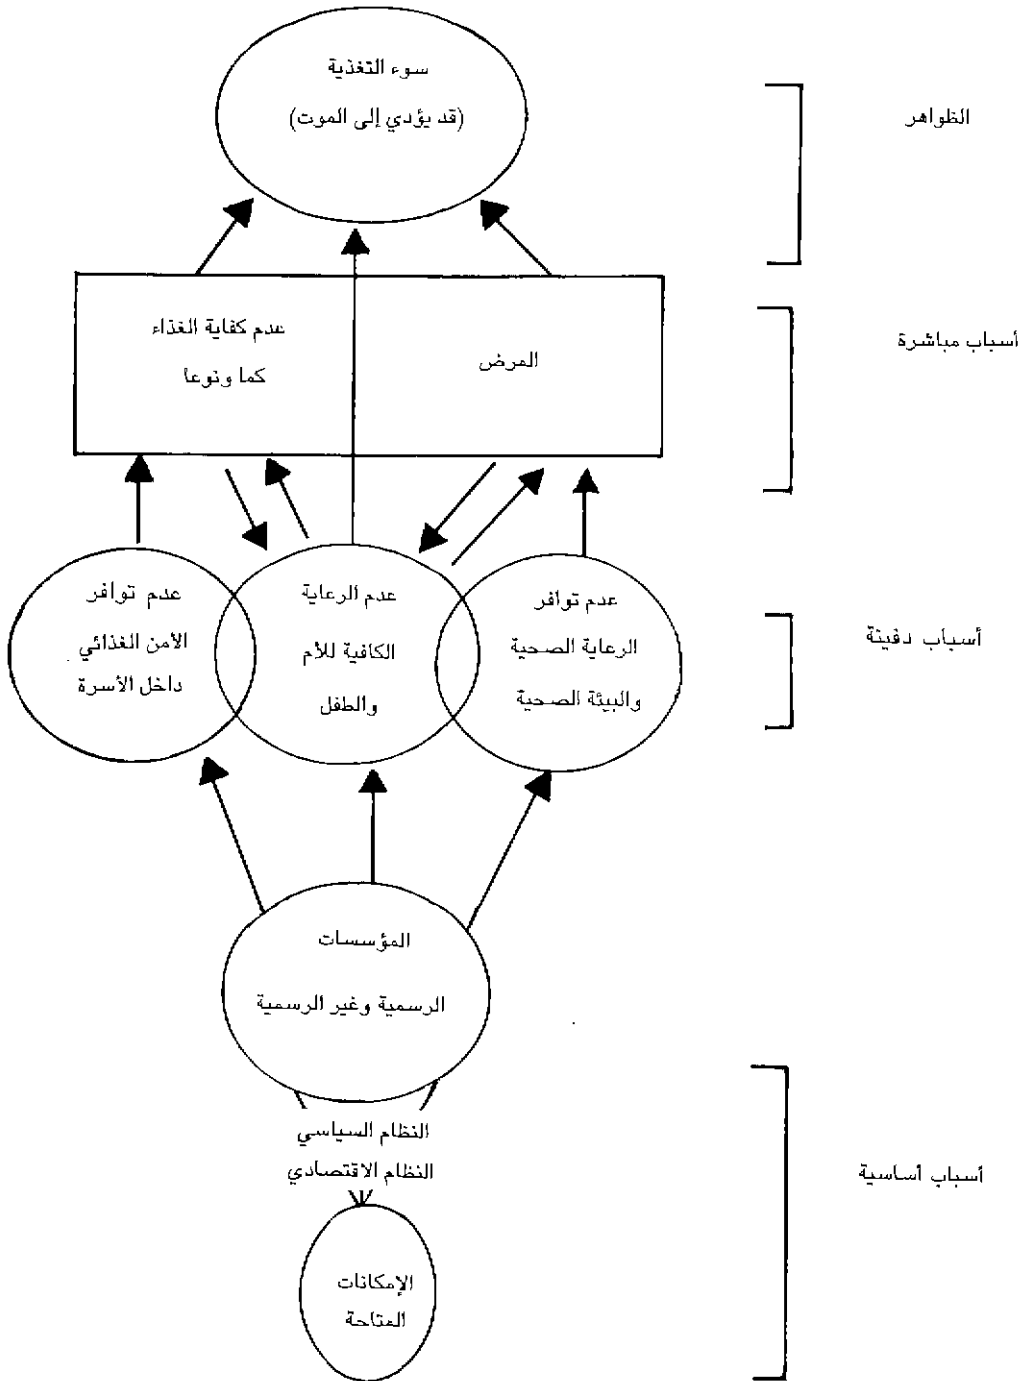 سوء التغذية
(قد يؤدي إلى الموت)
الظواهر
عدم كفاية الغذاء
كما ونوعا
المرض
أسباب مباشرة
عدم توافر
الرعاية الصحية
والبيئة الصحية
عدم الرعاية
الكافية للأم
والطفل
عدم توافر
الأمن الغذائي
داخل الأسرة
أسباب دفينة
المؤسسات
الرسمية وغير الرسمية
النظام السياسي
النظام الاقتصادي
أسباب أساسية
الإمكانات
المتاحة